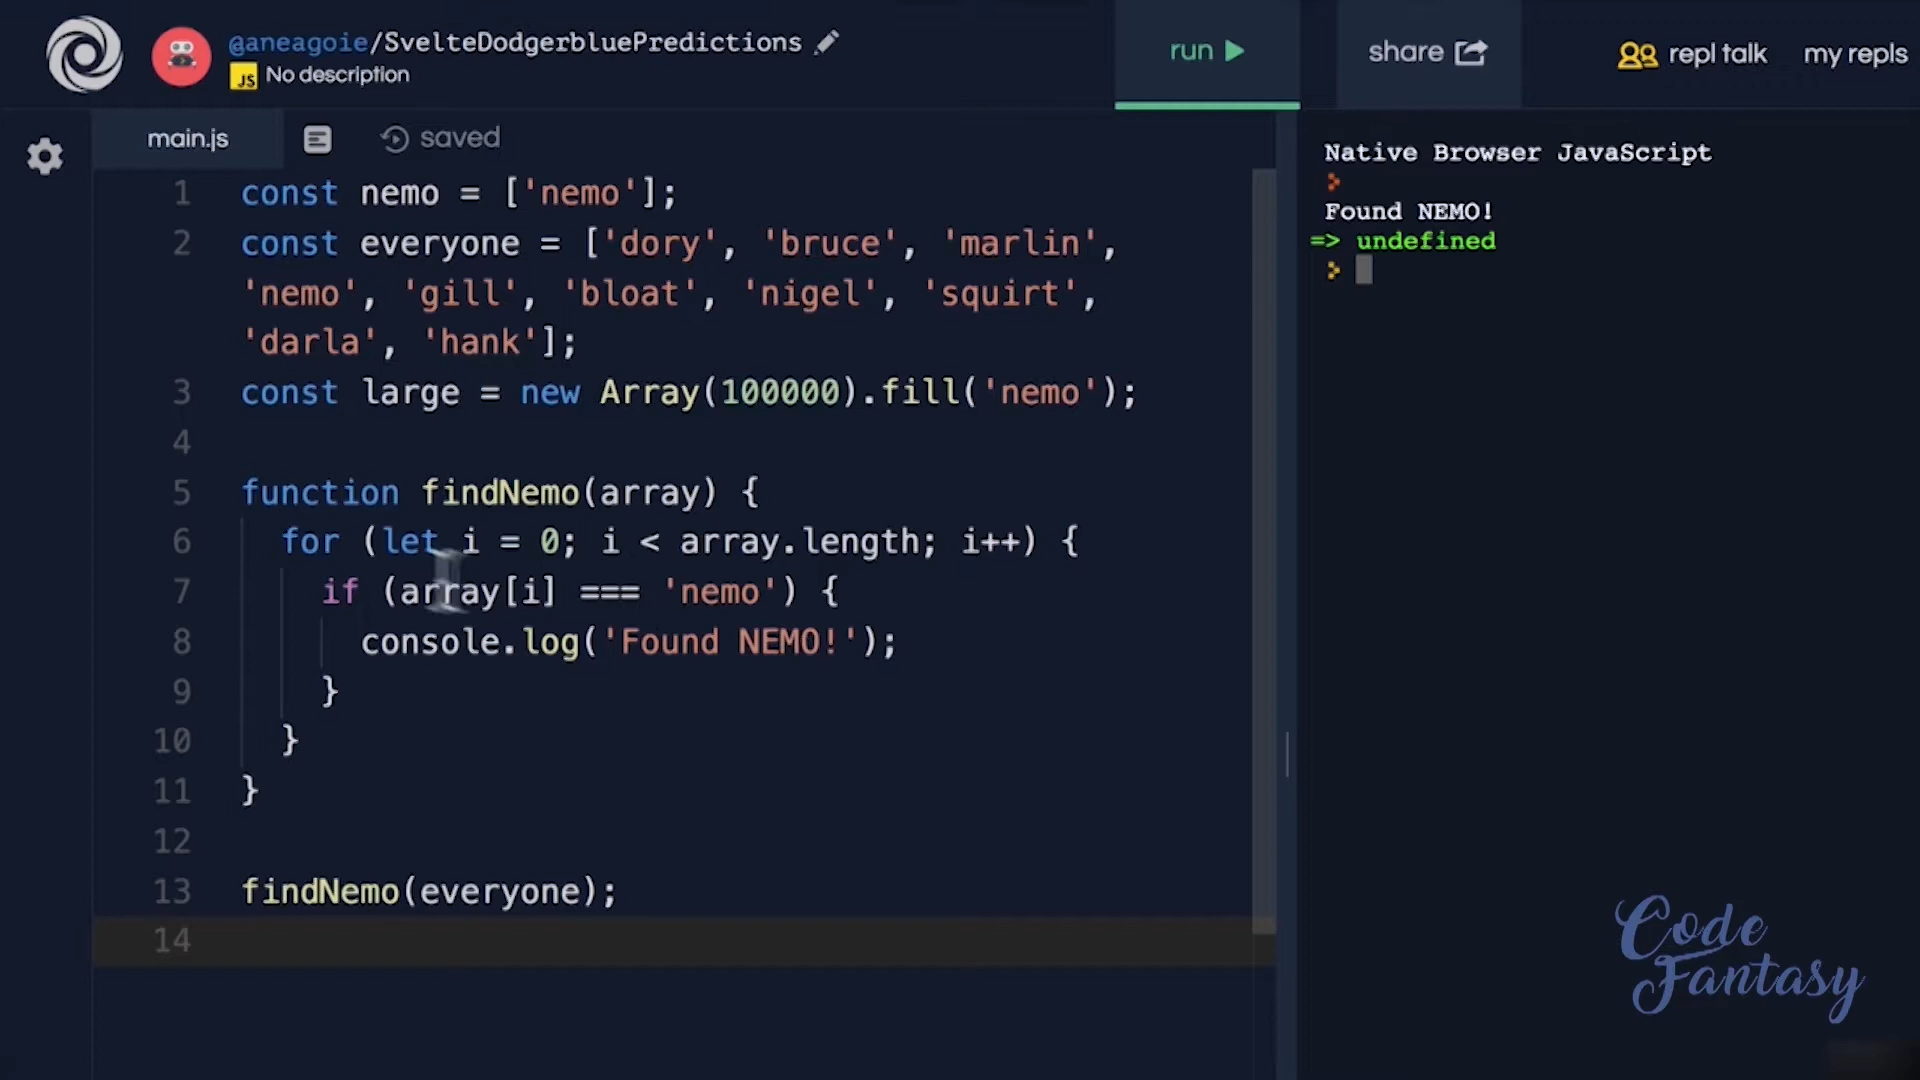 @aneagoie/SvelteDodgerbluePredictions
JS No description
run
share
repl talk
my repls
main.js
saved
1 const nemo = ['nemo'];
2 const everyone = ['dory', 'bruce', 'marlin',
'nemo', 'gill', 'bloat', 'nigel', 'squirt',
'darla', 'hank'];
3 const large = new Array(100000).fill('nemo');
4
5 function findNemo(array) {
6 for (let i = 0; i < array.length; i++) {
7 if (array[i] === 'nemo') {
8 console.log('Found NEMO!');
9 }
10 }
11 }
12
13 findNemo(everyone);
14
Native Browser JavaScript
>
Found NEMO!
=> undefined
>
Code
Fantasy